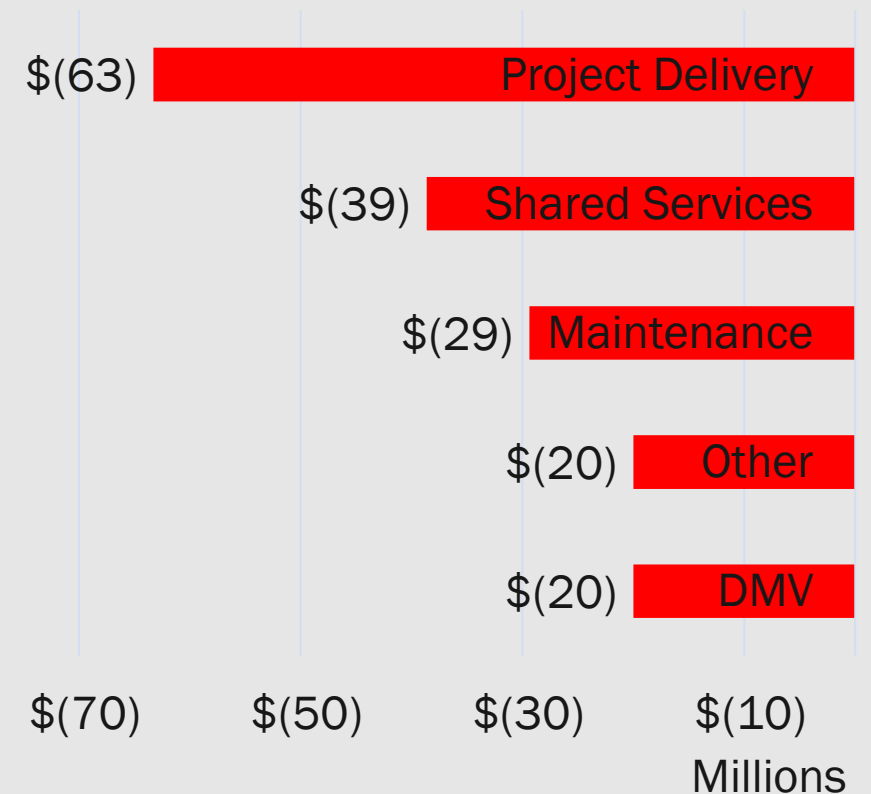 $(63) Project Delivery
$(39) Shared Services
$(29) Maintenance
$(20) Other
$(20) DMV
$(70) $(50) $(30) $(10)
Millions